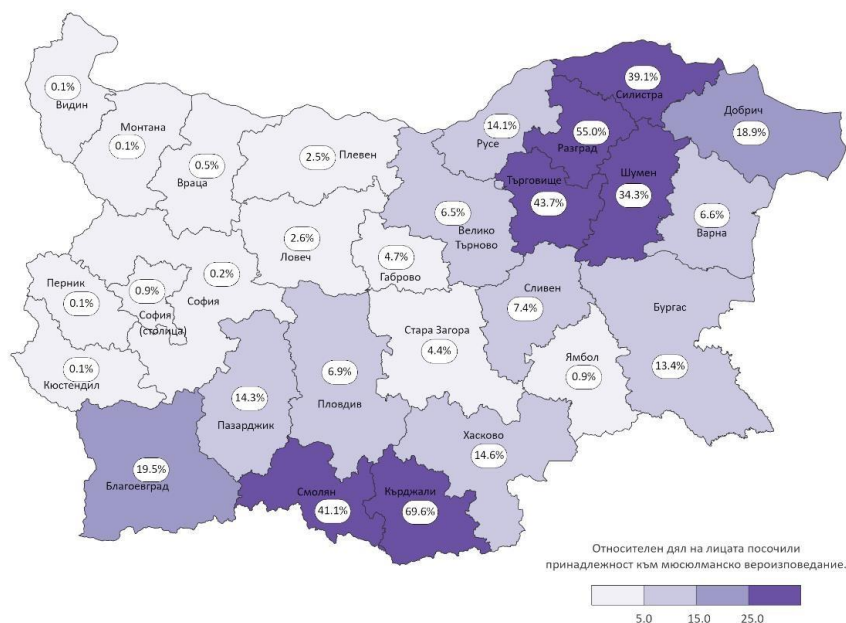 39.1%
Силистра
0.1%
Видин
Добрич
18.9%
Монтана
0.1%
14.1%
Русе
55.0%
Разград
2.5%
Плевен
0.5%
Враца
Търговище
43.7%
Шумен
34.3%
6.5%
Велико
Търново
6.6%
Варна
2.6%
Ловеч
4.7%
Габрово
0.2%
София
Перник
0.1%
0.9%
София
(столица)
Сливен
7.4%
Бургас
13.4%
Стара Загора
4.4%
Ямбол
0.9%
0.1%
Кюстендил
6.9%
Пловдив
14.3%
Пазарджик
Хасково
14.6%
19.5%
Благоевград
Смолян
41.1%
Кърджали
69.6%
Относителен дял на лицата посочили
принадлежност към мюсюлманско вероизповедание.
5.0 15.0 25.0